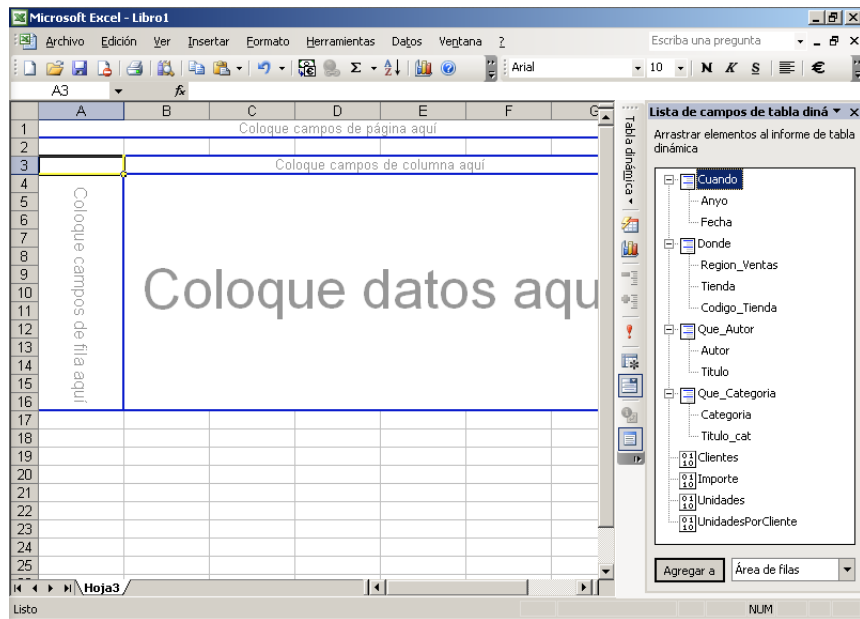 Microsoft Excel - Libro1
Archivo Edición Ver Insertar Formato Herramientas Datos Ventana ? Escriba una pregunta
Arial 10 N K S €
A3 fx
A B C D E F G
1 Coloque campos de página aquí
2
3 Coloque campos de columna aquí
4
5
6
7
8
9
10
11
12
13
14
15
16
17
18
19
20
21
22
23
24
25
Coloque campos de fila aquí
Coloque datos aqu
Hoja3
Listo NUM
Tabla dinámica
Lista de campos de tabla diná
Arrastrar elementos al informe de tabla
dinámica
Cuando
Anyo
Fecha
Donde
Region_Ventas
Tienda
Codigo_Tienda
Que_Autor
Autor
Titulo
Que_Categoria
Categoria
Titulo_cat
Clientes
Importe
Unidades
UnidadesPorCliente
Agregar a Área de filas